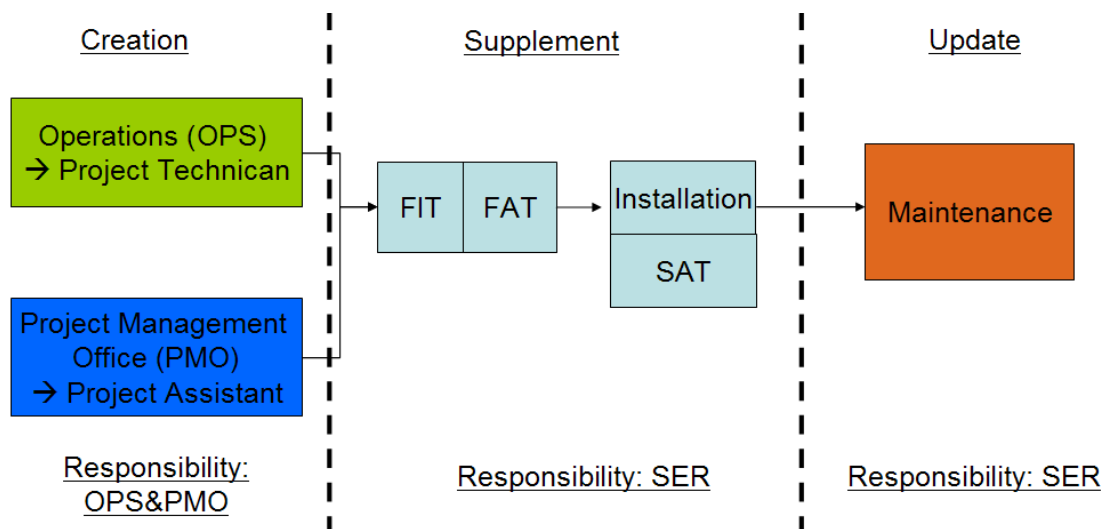 Creation
Supplement
Update
Operations (OPS)
→ Project Technican
FIT
FAT
Installation
SAT
Maintenance
Project Management
Office (PMO)
→ Project Assistant
Responsibility:
OPS&PMO
Responsibility: SER
Responsibility: SER